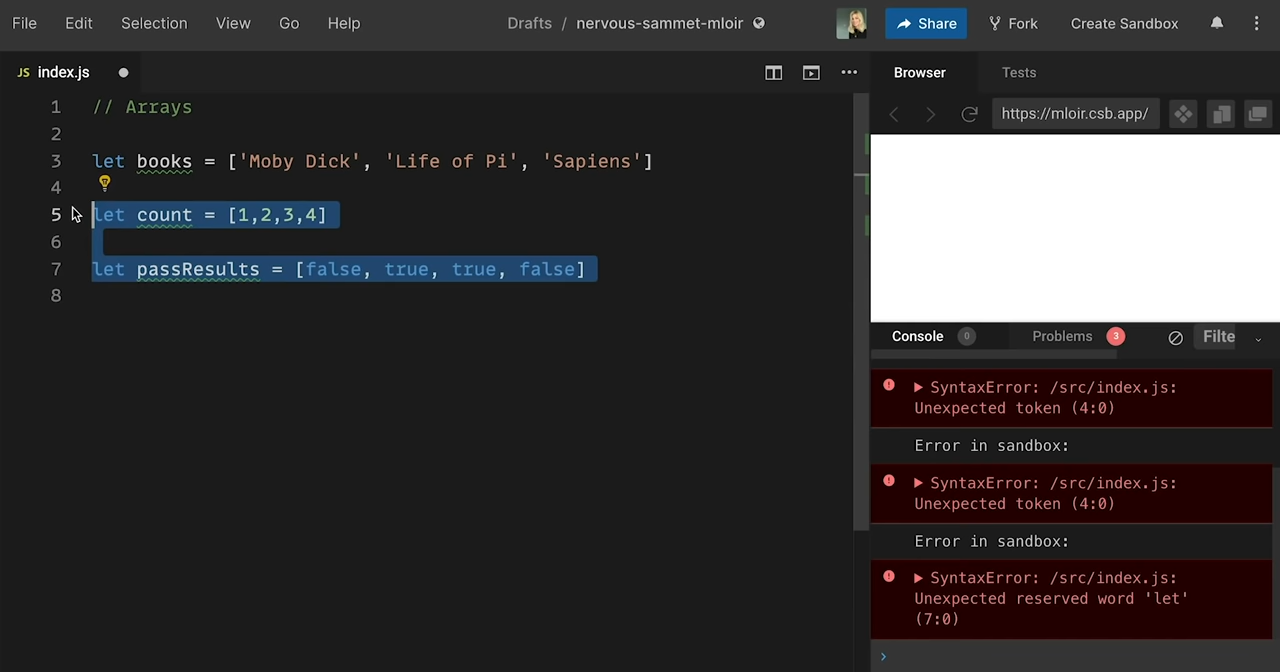 File Edit Selection View Go Help Drafts / nervous-sammet-mloir Share Fork Create Sandbox
JS index.js
Browser Tests
https://mloir.csb.app/
1 // Arrays
2
3 let books = ['Moby Dick', 'Life of Pi', 'Sapiens']
4
5 let count = [1,2,3,4]
6
7 let passResults = [false, true, true, false]
8
Console 0 Problems 3 Filte
SyntaxError: /src/index.js:
Unexpected token (4:0)
Error in sandbox:
SyntaxError: /src/index.js:
Unexpected token (4:0)
Error in sandbox:
SyntaxError: /src/index.js:
Unexpected reserved word 'let'
(7:0)